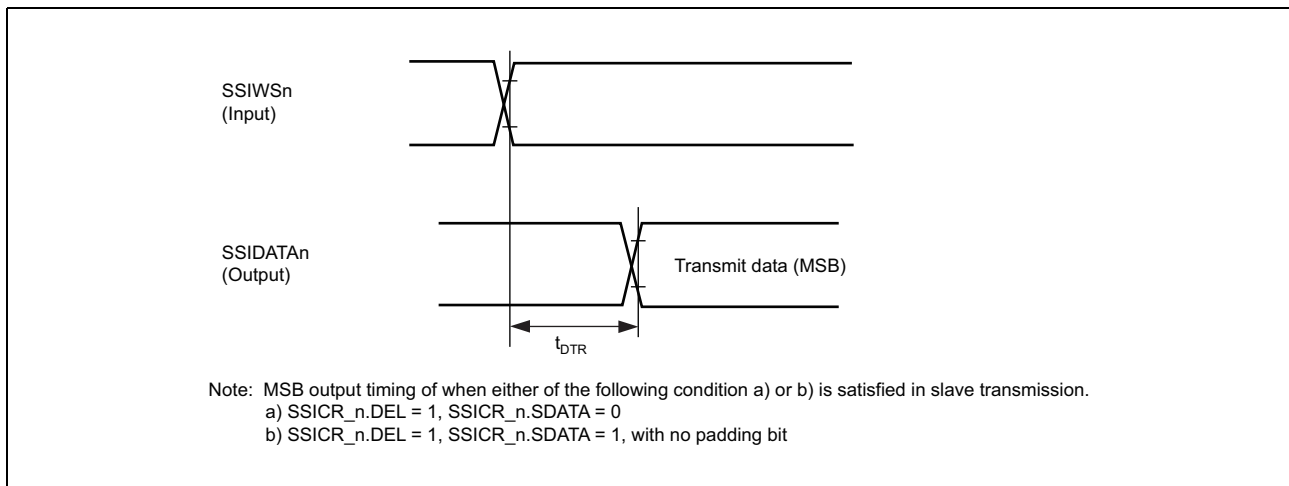 SSIWSn
(Input)
SSIDATAn
(Output)
Transmit data (MSB)
tDTR
Note: MSB output timing of when either of the following condition a) or b) is satisfied in slave transmission.
a) SSICR_n.DEL = 1, SSICR_n.SDATA = 0
b) SSICR_n.DEL = 1, SSICR_n.SDATA = 1, with no padding bit